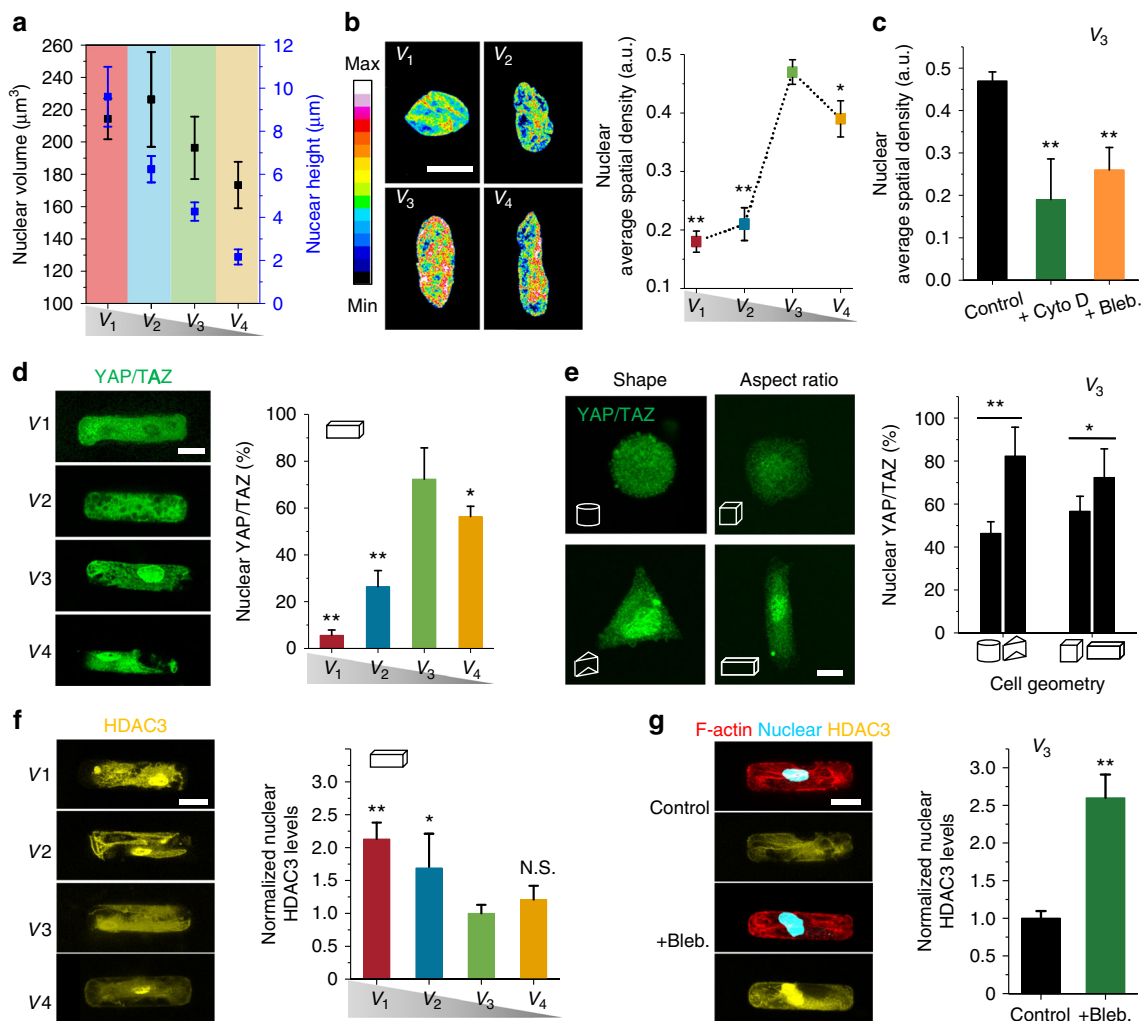 a
260
240
220
200
180
160
140
120
100
Nuclear volume (μm³)
12
10
8
6
4
2
0
Nucear height (μm)
V1 V2 V3 V4
b
Max
Min
V1 V2
V3 V4
Nuclear
average spatial density (a.u.)
0.5
0.4
0.3
0.2
0.1
** ** *
V1 V2 V3 V4
c
V3
Nuclear
average spatial density (a.u.)
0.5
0.4
0.3
0.2
0.1
0.0
** **
Control + Cyto D + Bleb.
d
YAP/TAZ
V1
V2
V3
V4
Nuclear YAP/TAZ (%)
100
80
60
40
20
0
** ** *
V1 V2 V3 V4
e
Shape Aspect ratio
YAP/TAZ
V3
Nuclear YAP/TAZ (%)
100
80
60
40
20
0
** *
Cell geometry
f
HDAC3
V1
V2
V3
V4
Normalized nuclear
HDAC3 levels
3.0
2.5
2.0
1.5
1.0
0.5
0
** * N.S.
V1 V2 V3 V4
g
F-actin Nuclear HDAC3
Control
+Bleb.
V3
Normalized nuclear
HDAC3 levels
3.0
2.5
2.0
1.5
1.0
0.5
0
**
Control +Bleb.